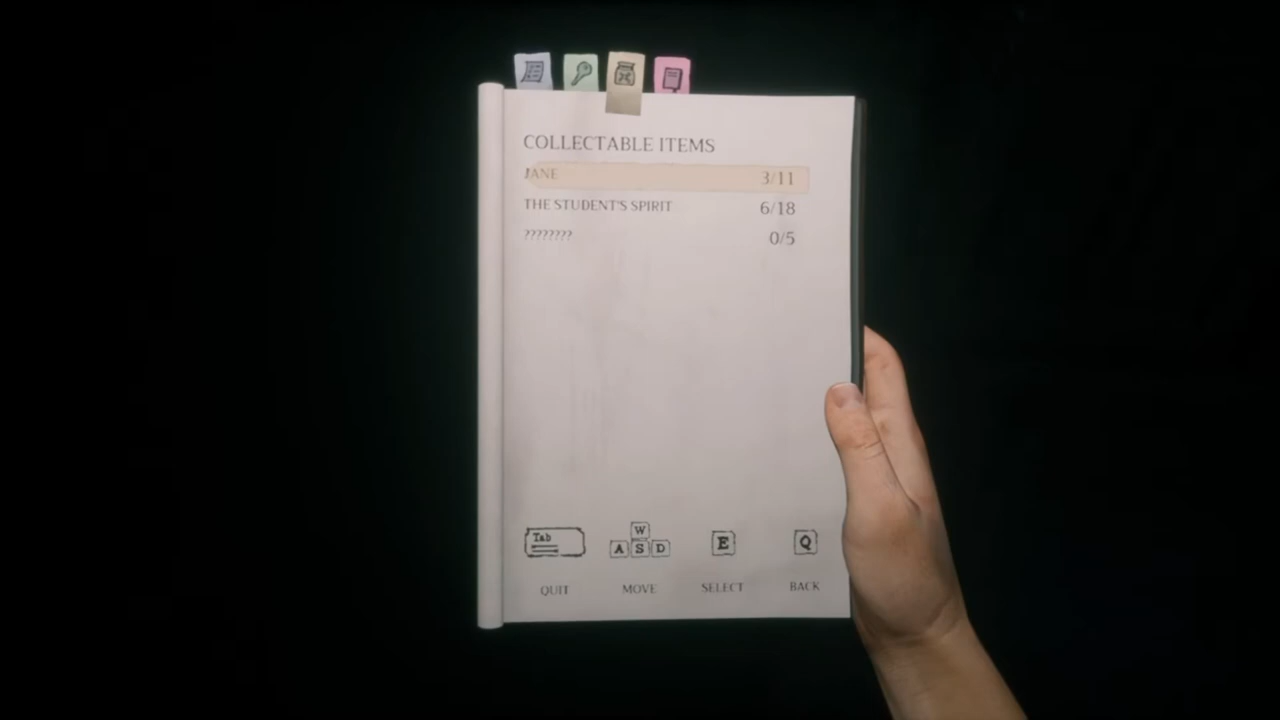 COLLECTABLE ITEMS
JANE 3/11
THE STUDENT'S SPIRIT 6/18
???????? 0/5
Tab W A S D E Q
QUIT MOVE SELECT BACK